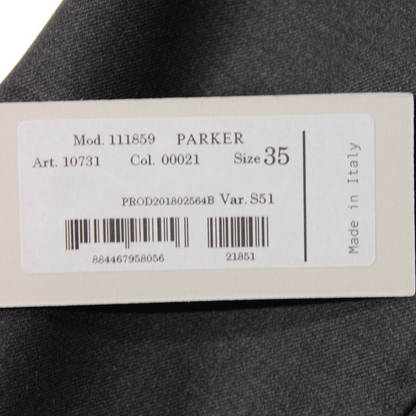 Mod. 111859 PARKER
Art. 10731 Col. 00021 Size 35
PROD201802564B Var. S51
884467958056 21851
Made in Italy